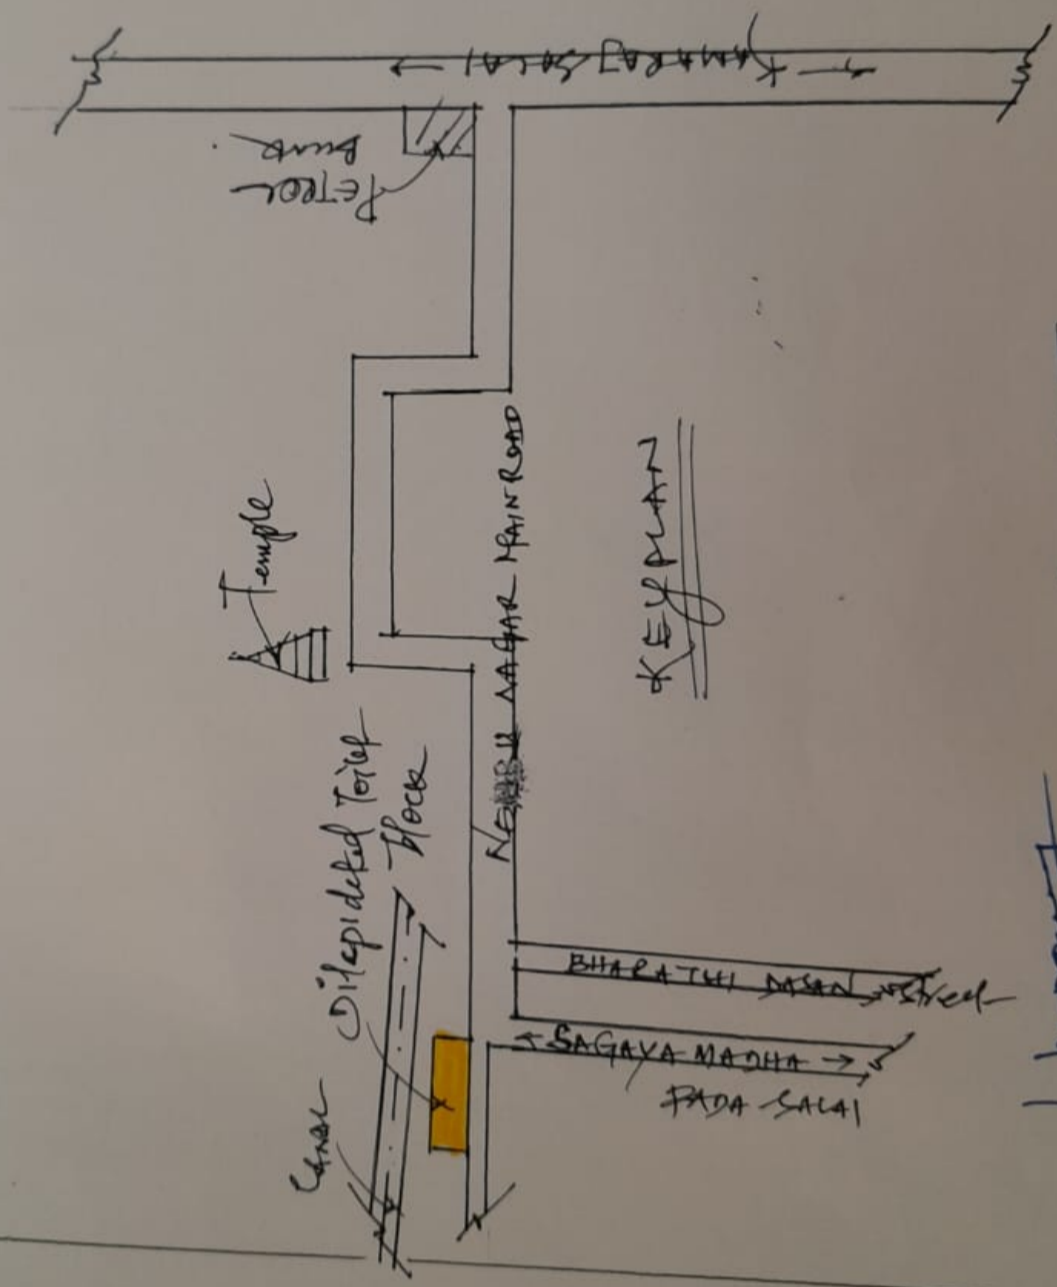 ← KAMARAJ SALAI →
PETROL
BUNK
Temple
NEHRU NAGAR MAIN ROAD
KEY PLAN
Dilapideted Toilet
Block
Canal
BHARATHI DASAN Street
← SAGAYA MADHA →
PADA SALAI